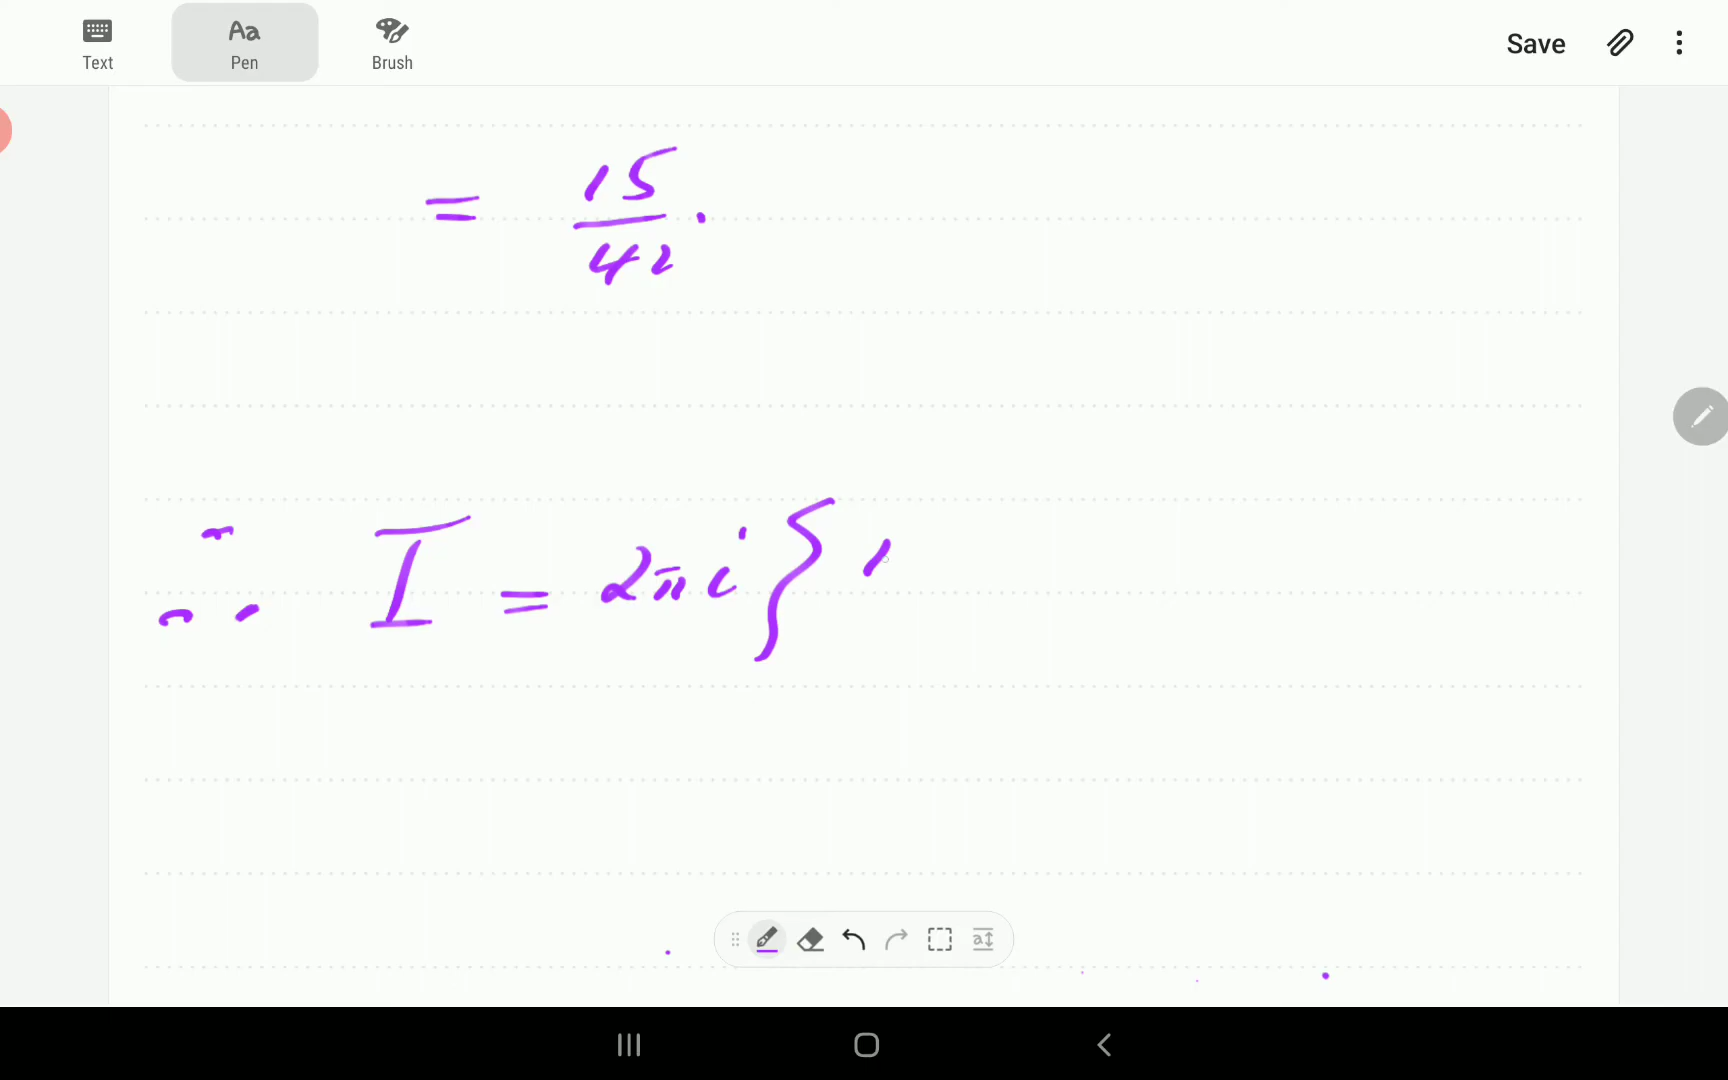 Text Pen Brush Save
= 15/42.
∴ I = 2πi { 1